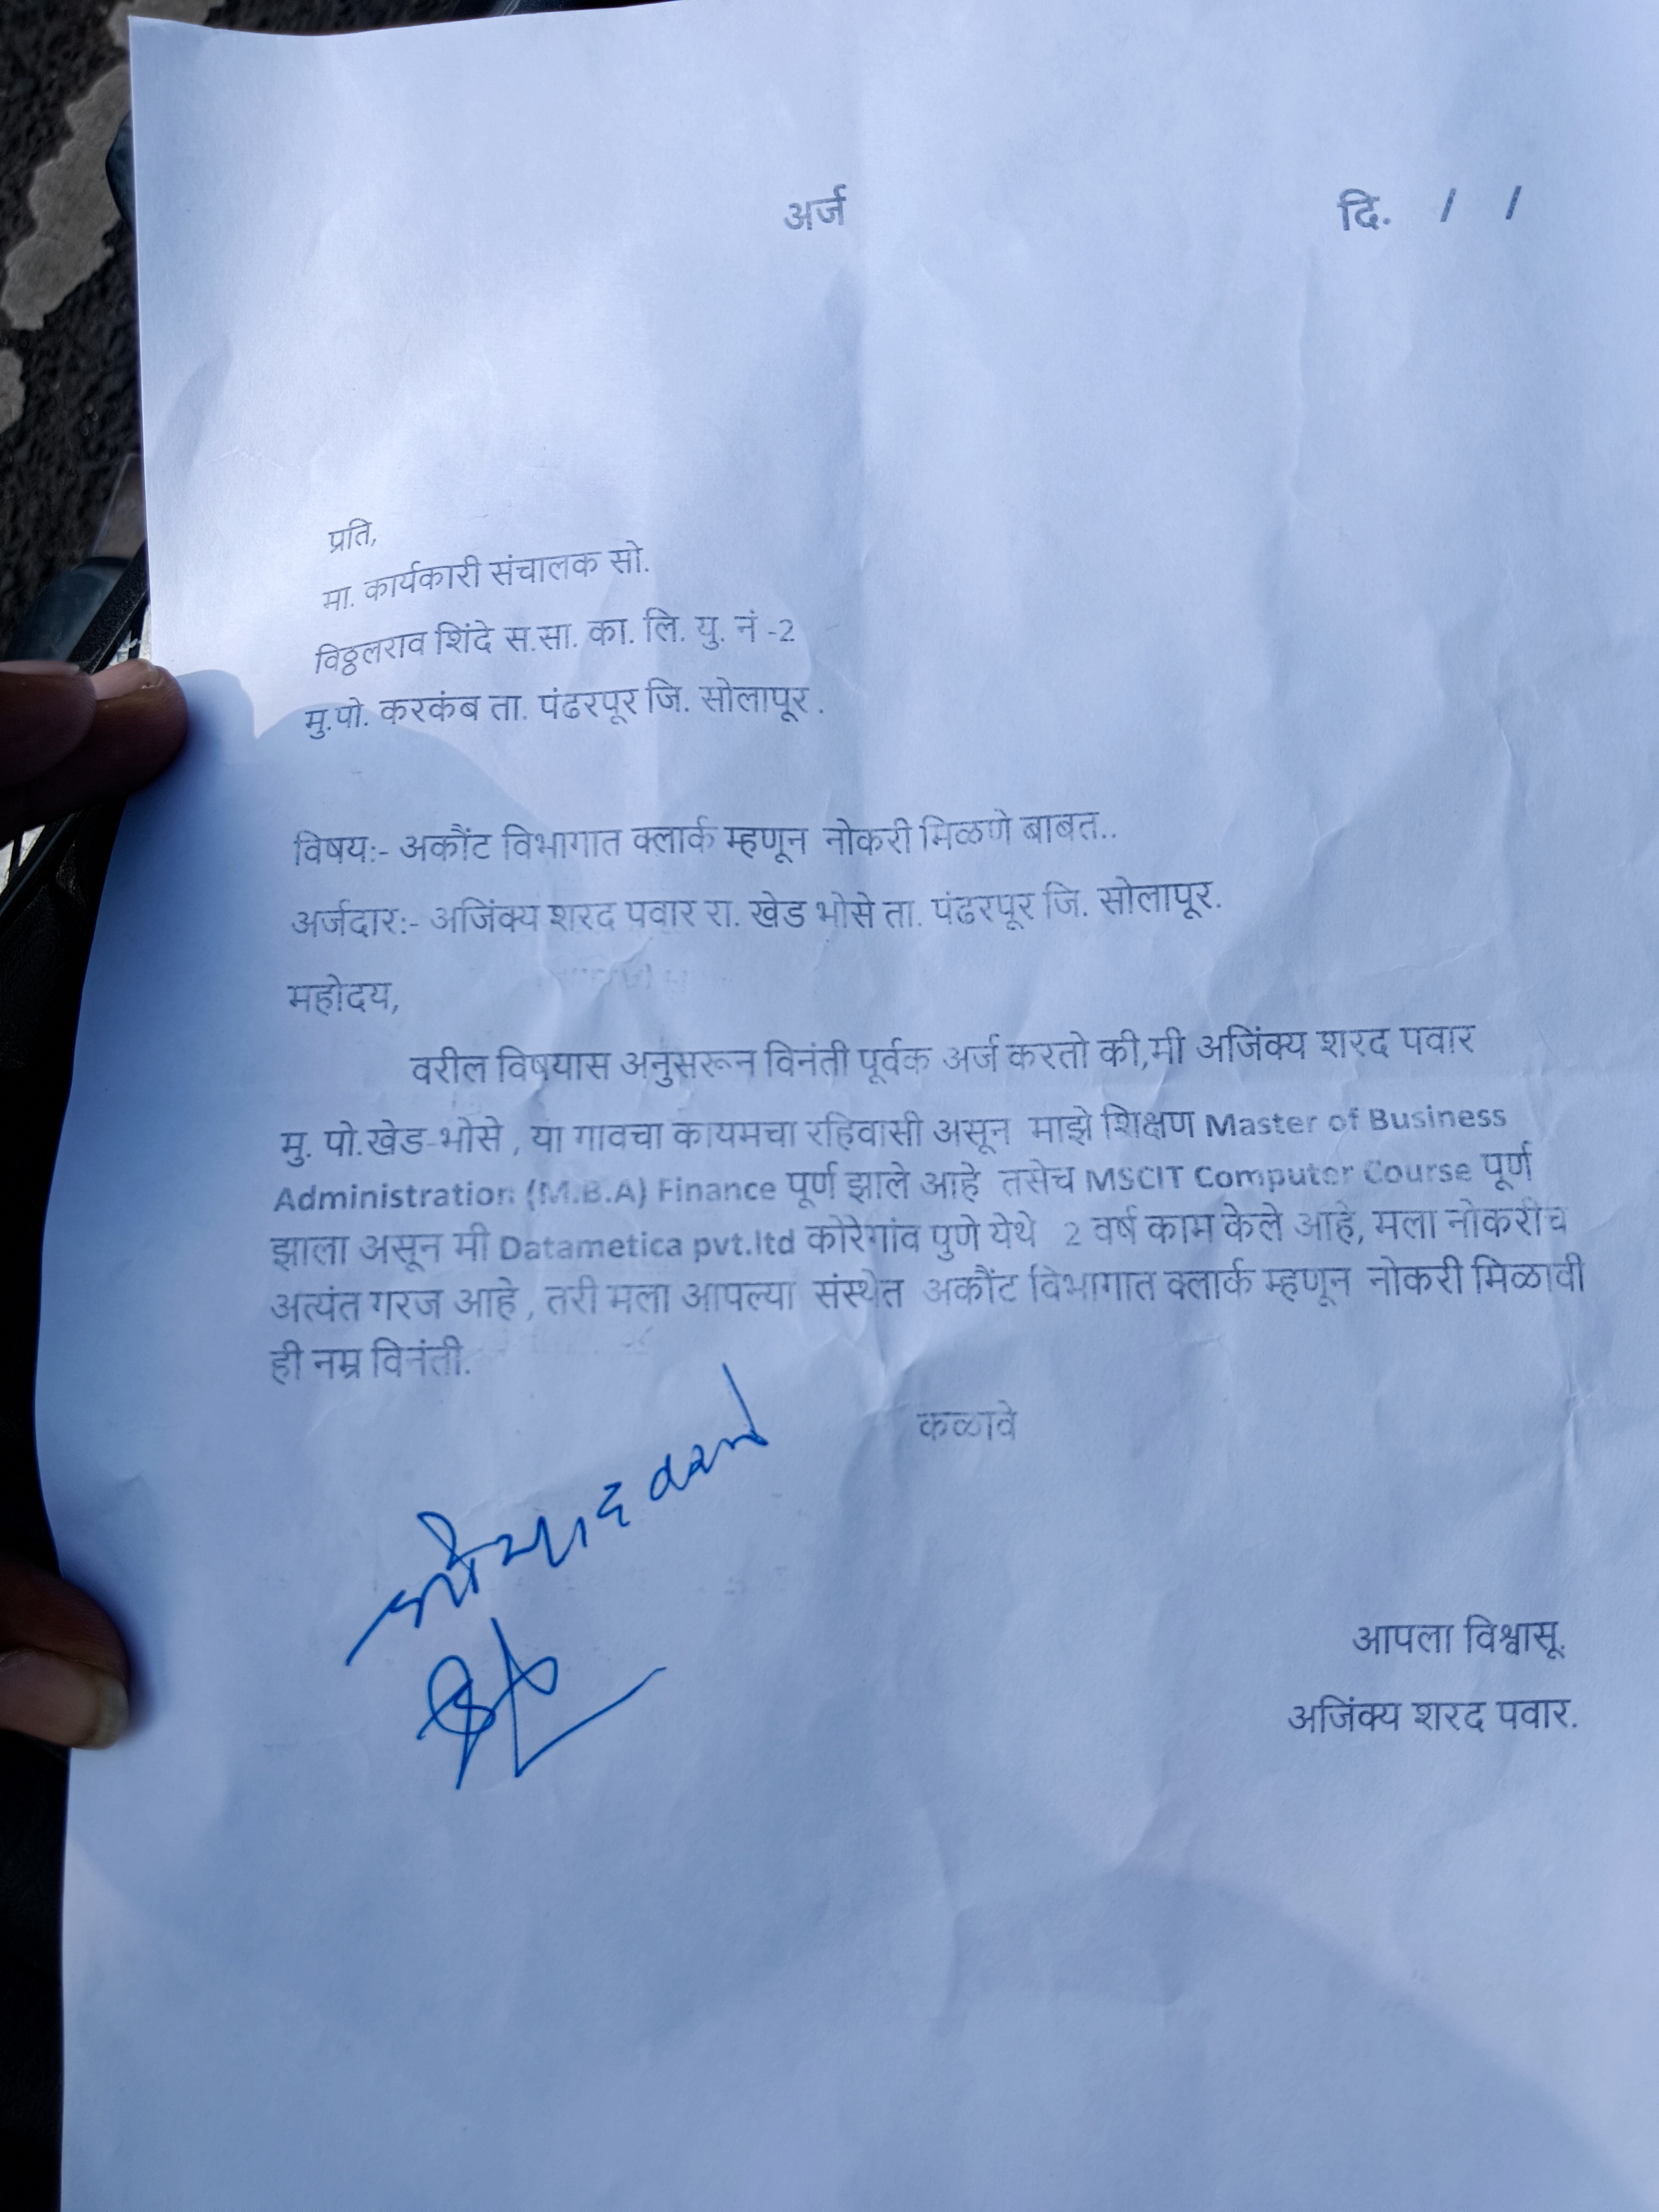 अर्ज दि. / /
प्रति,
मा. कार्यकारी संचालक सो.
विठ्ठलराव शिंदे स.सा. का. लि. यु. नं -2
मु.पो. करकंब ता. पंढरपूर जि. सोलापूर .
विषय:- अकौंट विभागात क्लार्क म्हणून नोकरी मिळणे बाबत..
अर्जदार:- अजिंक्य शरद पवार रा. खेड भोसे ता. पंढरपूर जि. सोलापूर.
महोदय,
वरील विषयास अनुसरून विनंती पूर्वक अर्ज करतो की,मी अजिंक्य शरद पवार
मु. पो.खेड-भोसे , या गावचा कायमचा रहिवासी असून माझे शिक्षण Master of Business
Administration (M.B.A) Finance पूर्ण झाले आहे तसेच MSCIT Computer Course पूर्ण
झाला असून मी Datametica pvt.ltd कोरेगांव पुणे येथे 2 वर्ष काम केले आहे, मला नोकरीच
अत्यंत गरज आहे , तरी मला आपल्या संस्थेत अकौंट विभागात क्लार्क म्हणून नोकरी मिळावी
ही नम्र विनंती.
कळावे
आपला विश्वासू.
अजिंक्य शरद पवार.